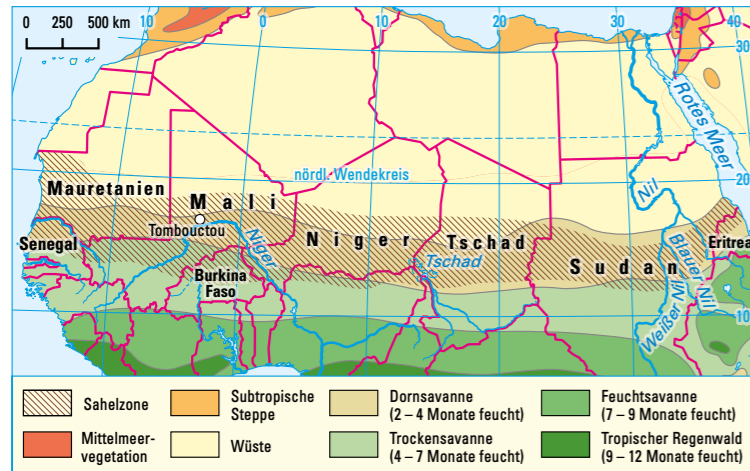 0 250 500 km
10 0 10 20 30 35 40
30
20
10
Rotes Meer
nördl. Wendekreis
Nil
Mauretanien
Mali
Tombouctou
Senegal
Niger
Niger
Tschad
Tschad
Sudan
Eritrea
Burkina
Faso
Blauer Nil
Weißer Nil
Sahelzone
Subtropische
Steppe
Dornsavanne
(2 – 4 Monate feucht)
Feuchtsavanne
(7 – 9 Monate feucht)
Mittelmeer-
vegetation
Wüste
Trockensavanne
(4 – 7 Monate feucht)
Tropischer Regenwald
(9 – 12 Monate feucht)